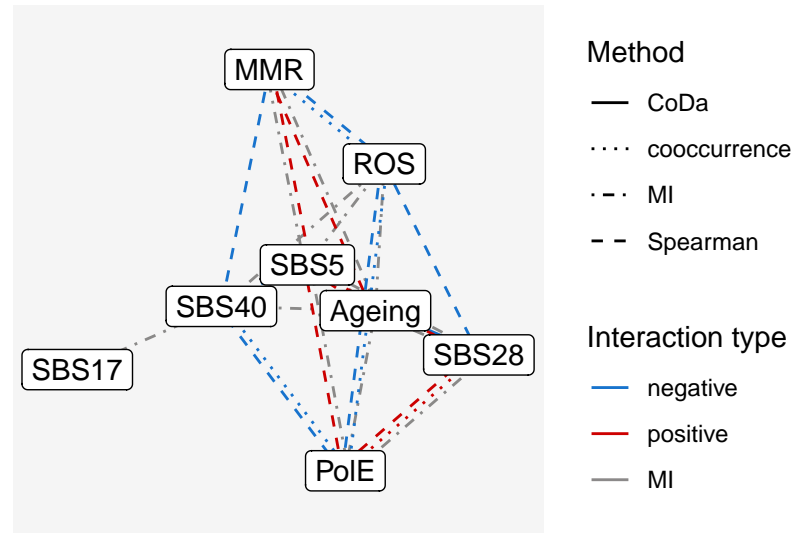 MMR
ROS
SBS5
SBS40
Ageing
SBS28
SBS17
PolE
Method
CoDa
cooccurrence
MI
Spearman
Interaction type
negative
positive
MI